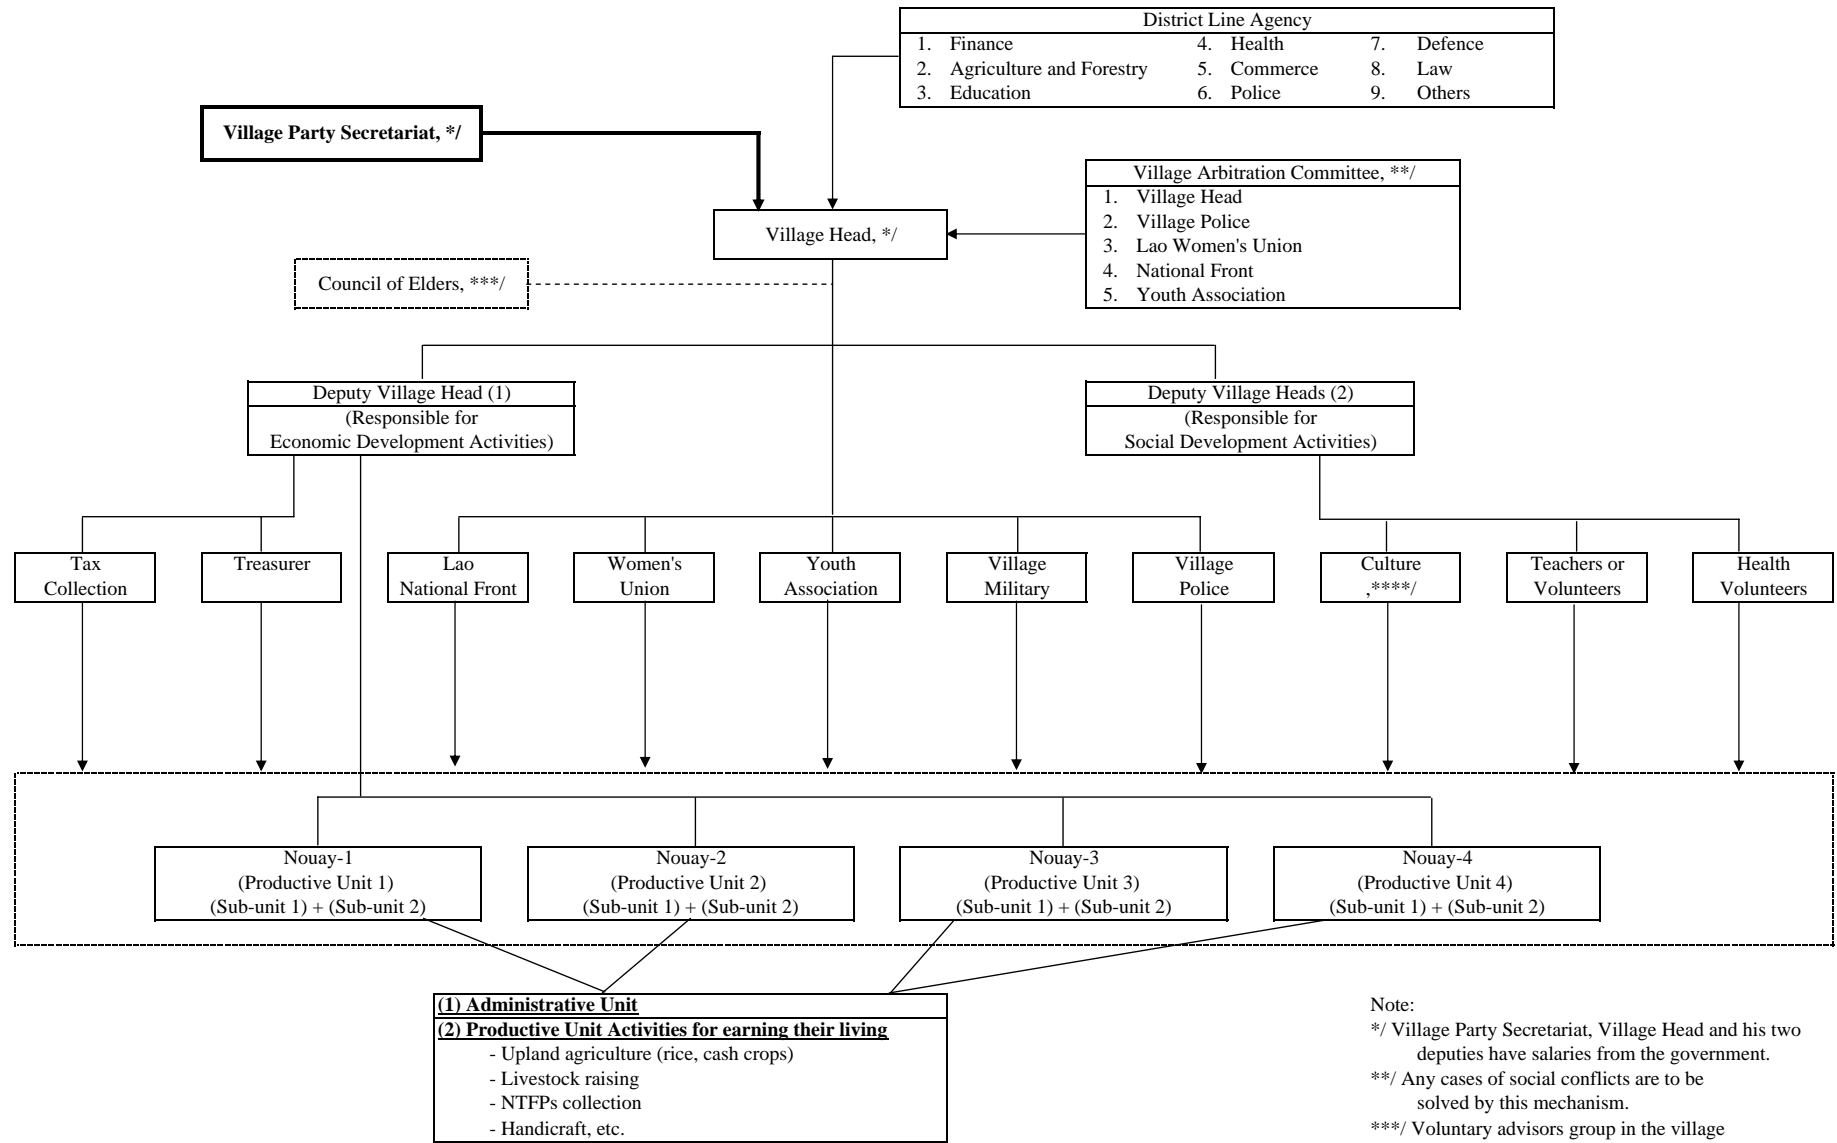 District Line Agency
1. Finance 4. Health 7. Defence
2. Agriculture and Forestry 5. Commerce 8. Law
3. Education 6. Police 9. Others
Village Party Secretariat, */
Village Arbitration Committee, **/
1. Village Head
2. Village Police
3. Lao Women's Union
4. National Front
5. Youth Association
Village Head, */
Council of Elders, ***/
Deputy Village Head (1)
(Responsible for
Economic Development Activities)
Deputy Village Heads (2)
(Responsible for
Social Development Activities)
Tax
Collection
Treasurer
Lao
National Front
Women's
Union
Youth
Association
Village
Military
Village
Police
Culture
,****/
Teachers or
Volunteers
Health
Volunteers
Nouay-1
(Productive Unit 1)
(Sub-unit 1) + (Sub-unit 2)
Nouay-2
(Productive Unit 2)
(Sub-unit 1) + (Sub-unit 2)
Nouay-3
(Productive Unit 3)
(Sub-unit 1) + (Sub-unit 2)
Nouay-4
(Productive Unit 4)
(Sub-unit 1) + (Sub-unit 2)
(1) Administrative Unit
(2) Productive Unit Activities for earning their living
- Upland agriculture (rice, cash crops)
- Livestock raising
- NTFPs collection
- Handicraft, etc.
Note:
*/ Village Party Secretariat, Village Head and his two
deputies have salaries from the government.
**/ Any cases of social conflicts are to be
solved by this mechanism.
***/ Voluntary advisors group in the village